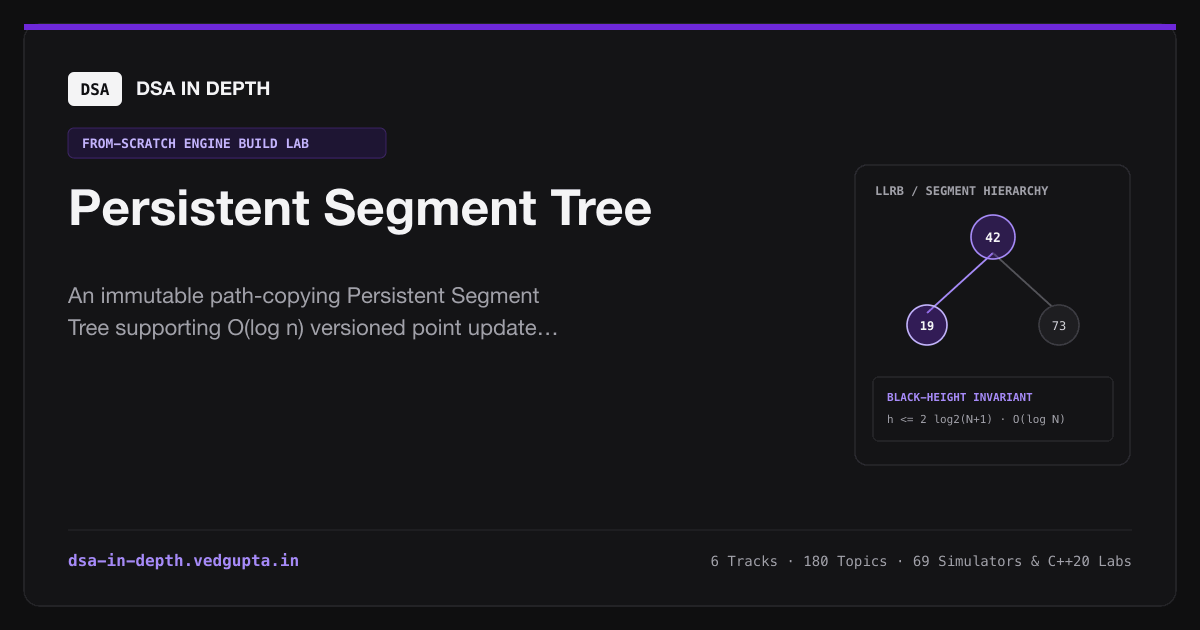 DSA
DSA IN DEPTH
FROM-SCRATCH ENGINE BUILD LAB
Persistent Segment Tree
An immutable path-copying Persistent Segment
Tree supporting O(log n) versioned point update…
LLRB / SEGMENT HIERARCHY
42
19
73
BLACK-HEIGHT INVARIANT
h <= 2 log2(N+1) · O(log N)
dsa-in-depth.vedgupta.in
6 Tracks · 180 Topics · 69 Simulators & C++20 Labs